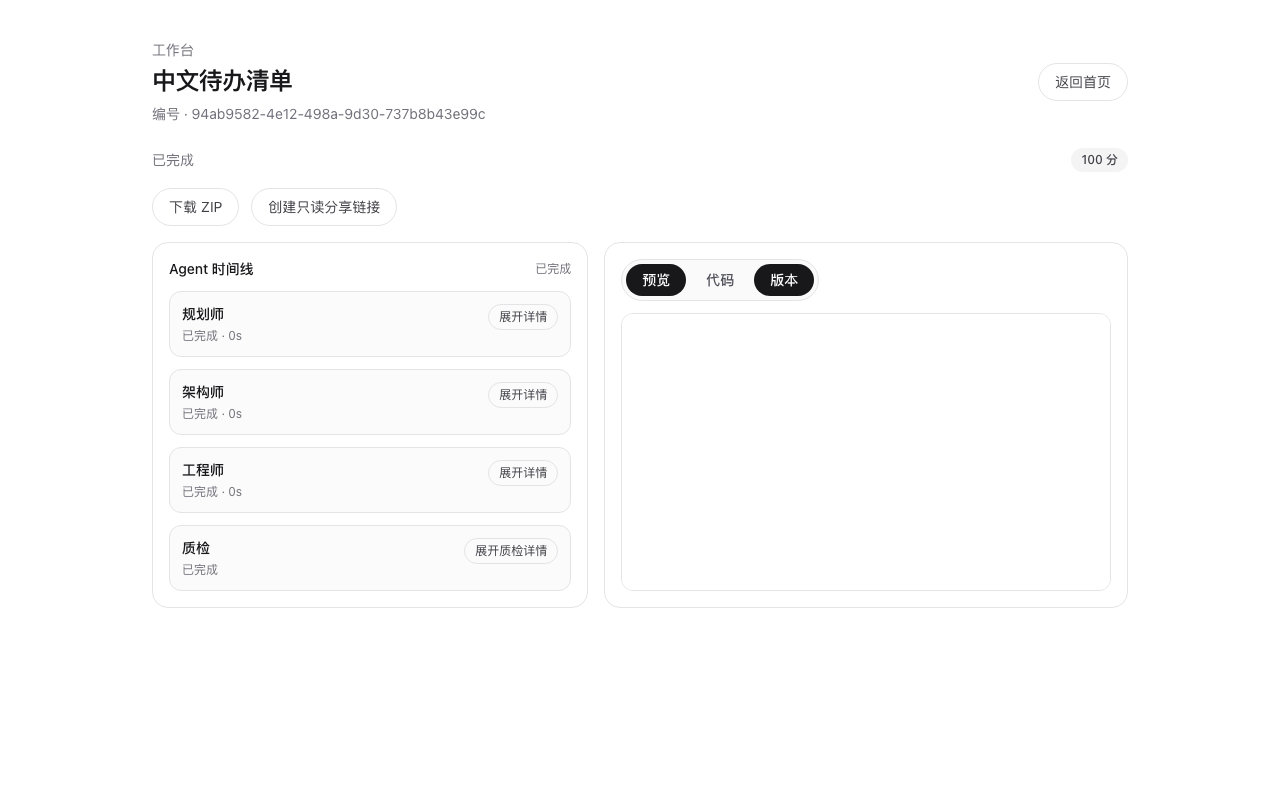 工作台
中文待办清单
返回首页
编号 · 94ab9582-4e12-498a-9d30-737b8b43e99c
已完成
100 分
下载 ZIP
创建只读分享链接
Agent 时间线
已完成
规划师
展开详情
已完成 · 0s
架构师
展开详情
已完成 · 0s
工程师
展开详情
已完成 · 0s
质检
展开质检详情
已完成
预览
代码
版本